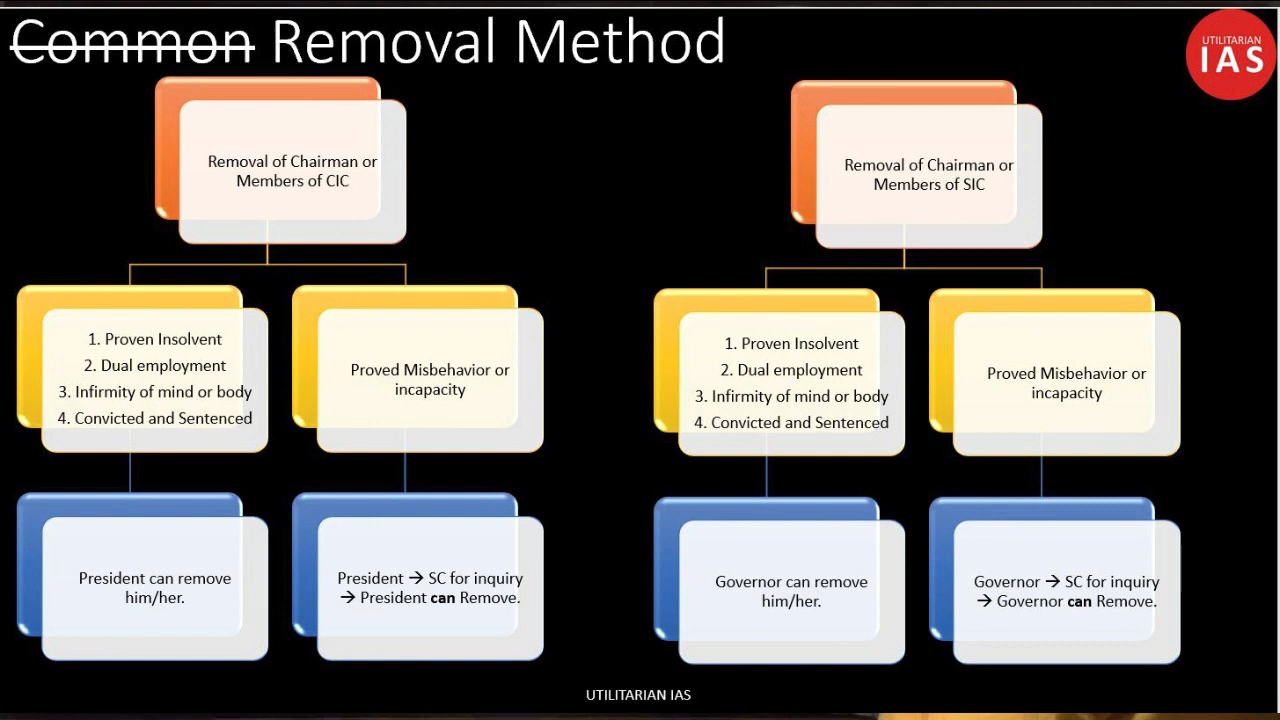 Common Removal Method
UTILITARIAN
IAS
Removal of Chairman or
Members of CIC
1. Proven Insolvent
2. Dual employment
3. Infirmity of mind or body
4. Convicted and Sentenced
Proved Misbehavior or
incapacity
President can remove
him/her.
President → SC for inquiry
→ President can Remove.
Removal of Chairman or
Members of SIC
1. Proven Insolvent
2. Dual employment
3. Infirmity of mind or body
4. Convicted and Sentenced
Proved Misbehavior or
incapacity
Governor can remove
him/her.
Governor → SC for inquiry
→ Governor can Remove.
UTILITARIAN IAS